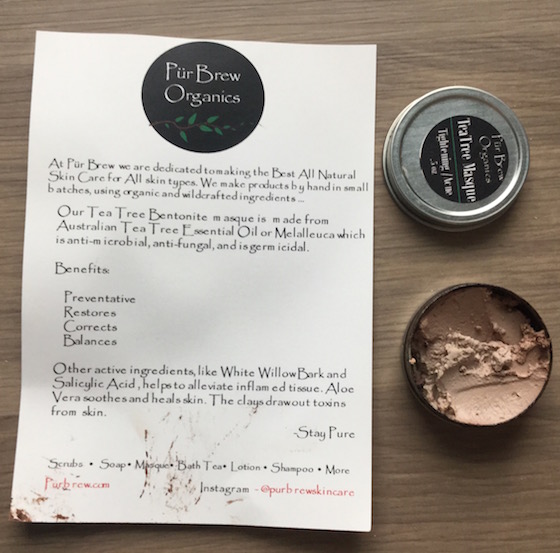 Pür Brew
Organics
At Pür Brew we are dedicated to making the Best All Natural
Skin Care for All skin types. We make products by hand in small
batches, using organic and wildcrafted ingredients ...
Our Tea Tree Bentonite masque is made from
Australian Tea Tree Essential Oil or Melalleuca which
is anti-microbial, anti-fungal, and is germicidal.
Benefits:
Preventative
Restores
Corrects
Balances
Other active ingredients, like White Willow Bark and
Salicylic Acid, helps to alleviate inflamed tissue. Aloe
Vera soothes and heals skin. The clays draw out toxins
from skin.
-Stay Pure
Scrubs • Soap • Masque • Bath Tea • Lotion • Shampoo • More
Purbrew.com Instagram - @purbrewskincare
Pür Brew
Organics
Tea Tree Masque
Tightening/Acne
.5 oz